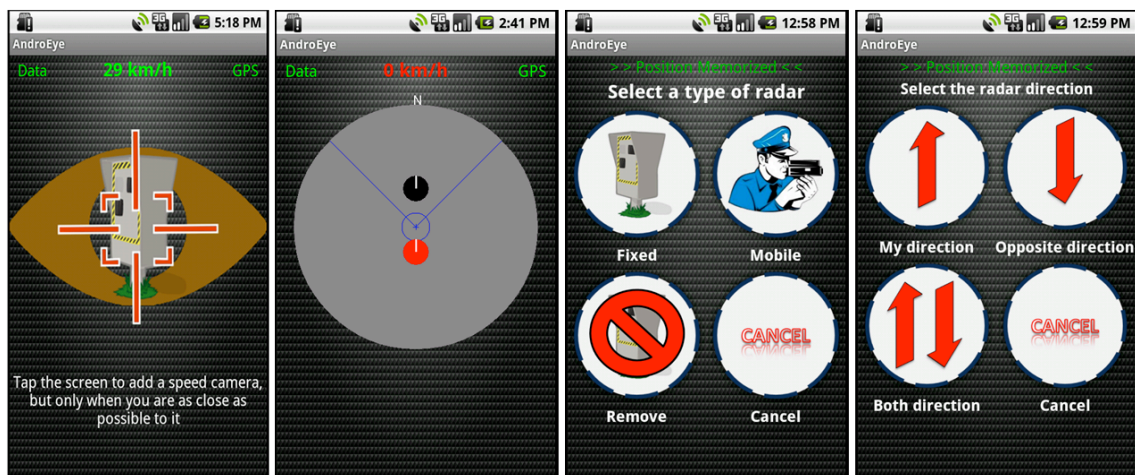 5:18 PM
AndroEye
Data 29 km/h GPS
Tap the screen to add a speed camera,
but only when you are as close as
possible to it
2:41 PM
AndroEye
Data 0 km/h GPS
N
12:58 PM
AndroEye
> > Position Memorized < <
Select a type of radar
Fixed Mobile
CANCEL
Remove Cancel
12:59 PM
AndroEye
> > Position Memorized < <
Select the radar direction
My direction Opposite direction
CANCEL
Both direction Cancel